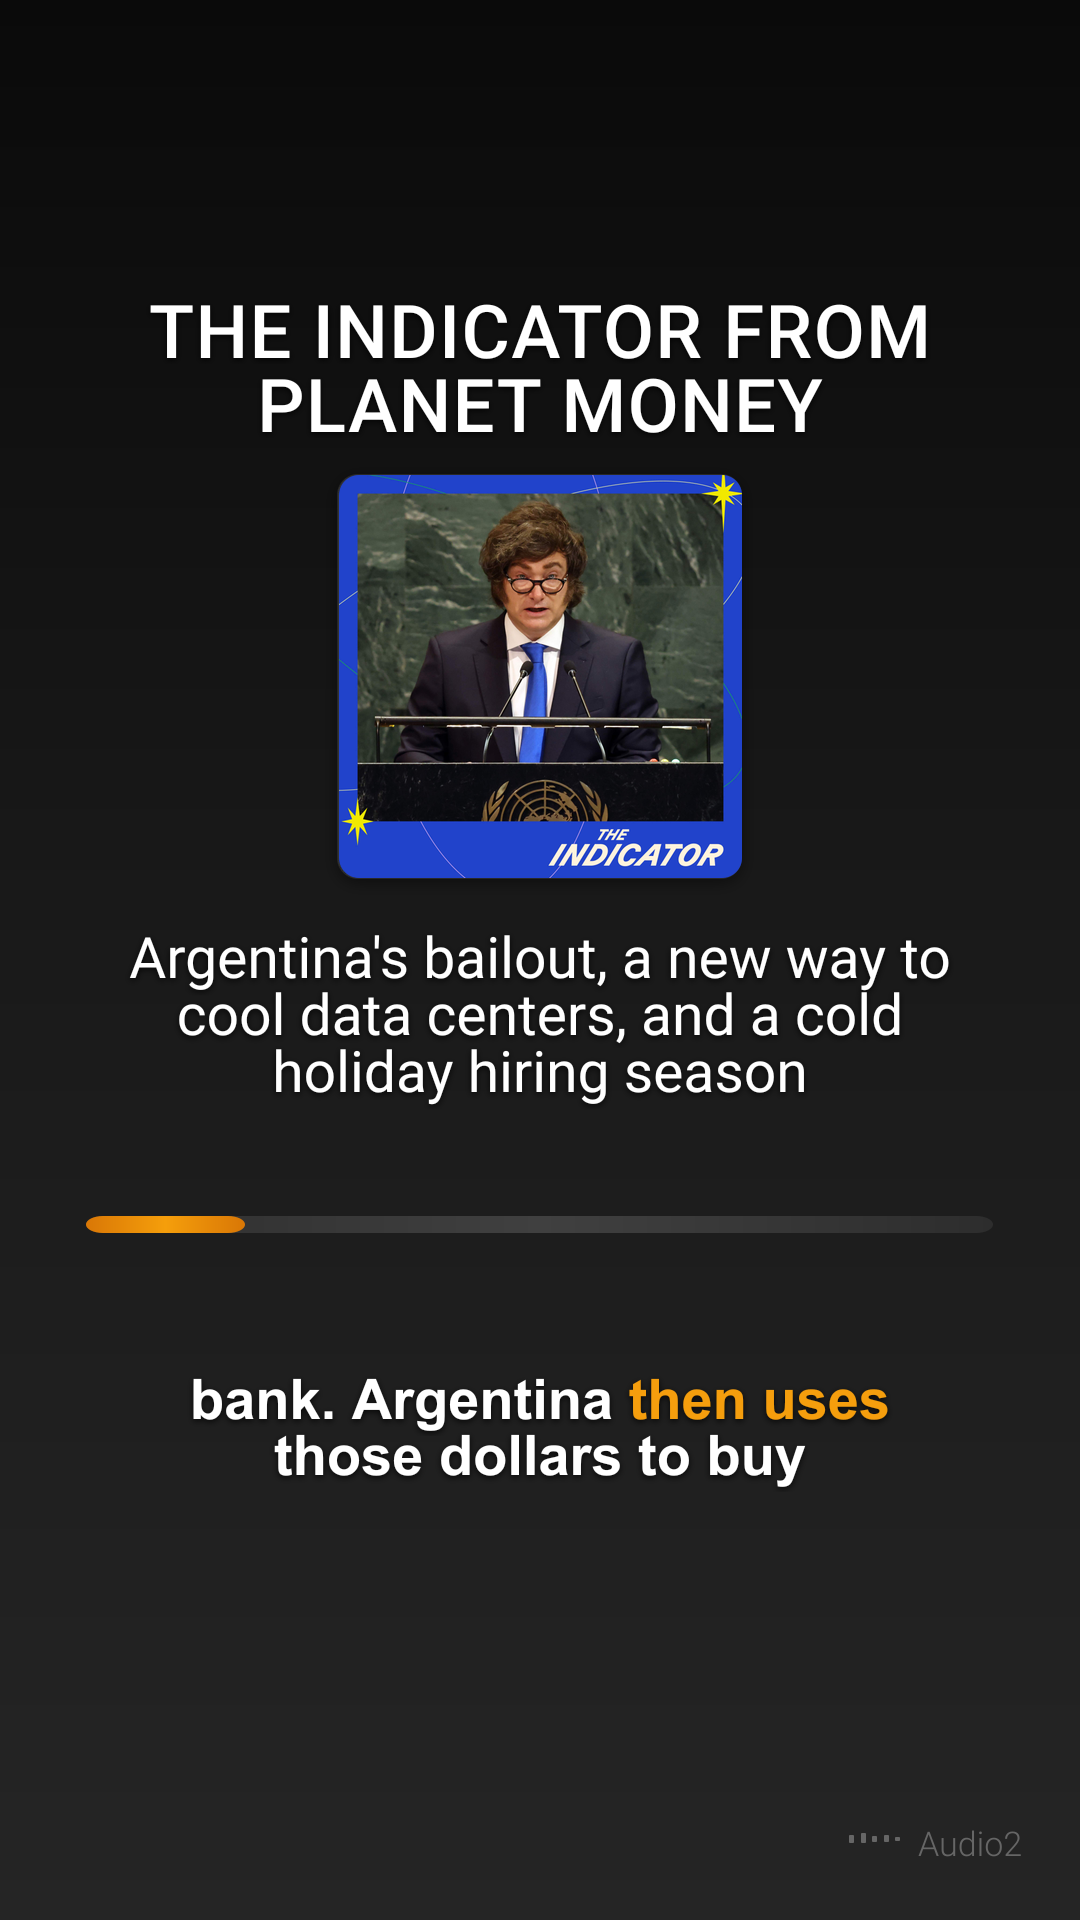 THE INDICATOR FROM
PLANET MONEY
THE
INDICATOR
Argentina's bailout, a new way to
cool data centers, and a cold
holiday hiring season
bank. Argentina then uses
those dollars to buy
Audio2